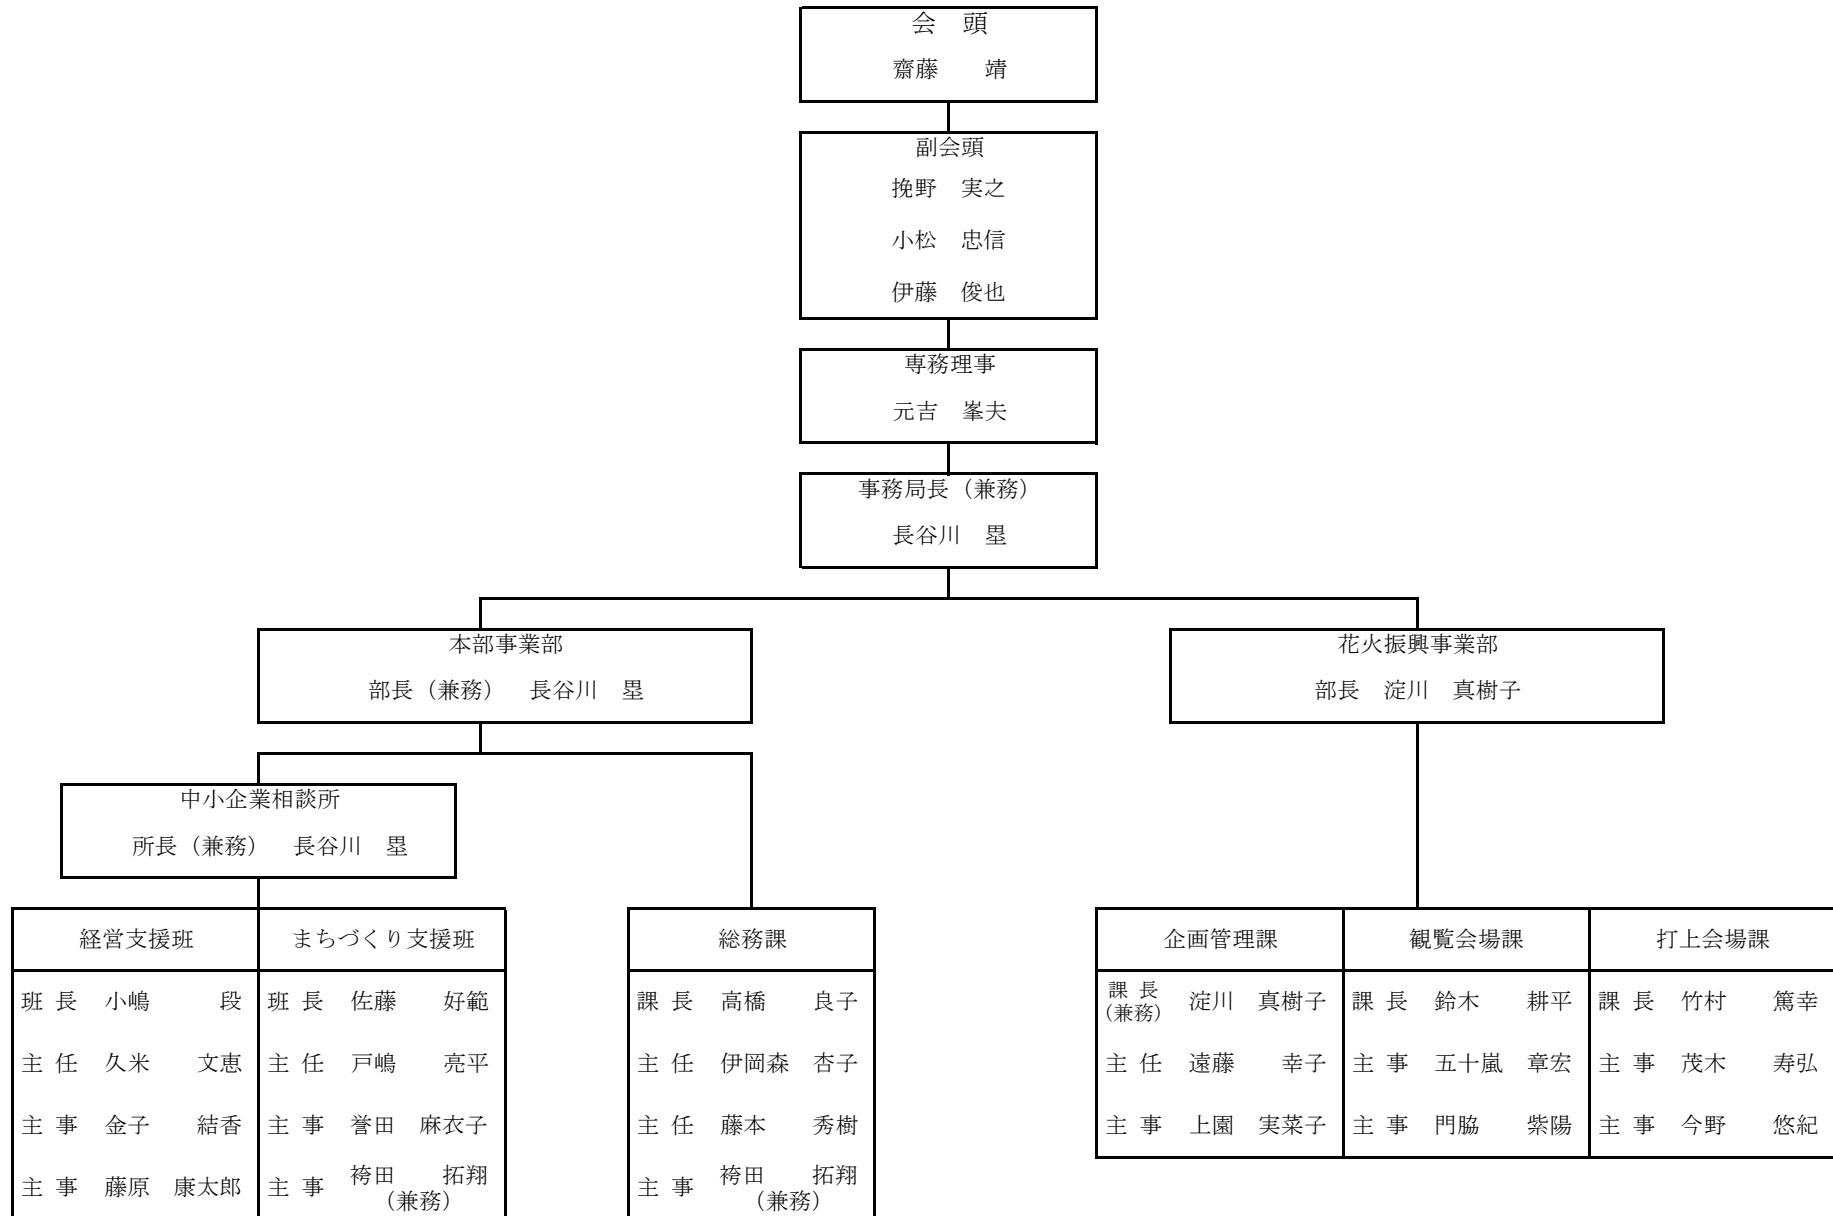 会　頭
齋藤　　靖
副会頭
挽野　実之
小松　忠信
伊藤　俊也
専務理事
元吉　峯夫
事務局長（兼務）
長谷川　塁
本部事業部
部長（兼務）　長谷川　塁
花火振興事業部
部長　淀川　真樹子
中小企業相談所
所長（兼務）　長谷川　塁
経営支援班
班 長　小嶋　　　段
主 任　久米　　文恵
主 事　金子　　結香
主 事　藤原　康太郎
まちづくり支援班
班 長　佐藤　　好範
主 任　戸嶋　　亮平
主 事　誉田　麻衣子
主 事　袴田　　拓翔
（兼務）
総務課
課 長　高橋　　良子
主 任　伊岡森　杏子
主 任　藤本　　秀樹
主 事　袴田　　拓翔
（兼務）
企画管理課
課 長
（兼務）　淀川　真樹子
主 任　遠藤　　幸子
主 事　上園　実菜子
観覧会場課
課 長　鈴木　　耕平
主 事　五十嵐　章宏
主 事　門脇　　紫陽
打上会場課
課 長　竹村　　篤幸
主 事　茂木　　寿弘
主 事　今野　　悠紀